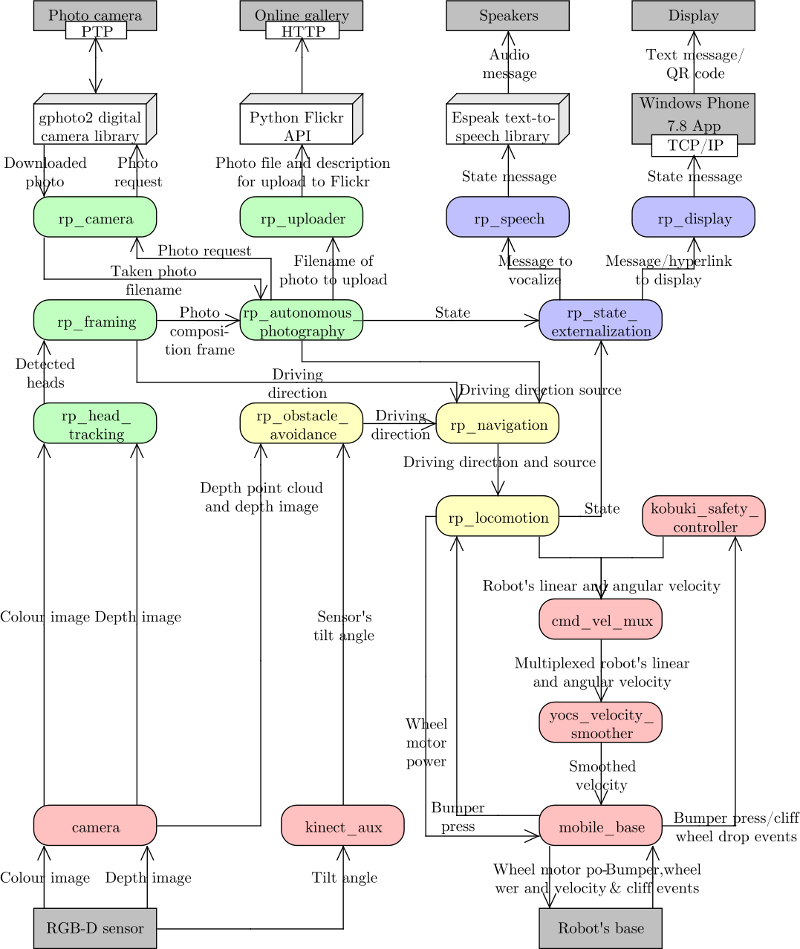 Photo camera
PTP
Online gallery
HTTP
Speakers
Display
Audio
message
Text message/
QR code
gphoto2 digital
camera library
Python Flickr
API
Espeak text-to-
speech library
Windows Phone
7.8 App
TCP/IP
Downloaded
photo
Photo
request
Photo file and description
for upload to Flickr
State message
State message
rp_camera
rp_uploader
rp_speech
rp_display
Photo request
Taken photo
filename
Filename of
photo to upload
Message to
vocalize
Message/hyperlink
to display
rp_framing
Photo
composi-
tion frame
rp_autonomous_
photography
State
rp_state_
externalization
Detected
heads
Driving
direction
Driving direction source
rp_head_
tracking
rp_obstacle_
avoidance
Driving
direction
rp_navigation
Driving direction and source
Depth point cloud
and depth image
rp_locomotion
State
kobuki_safety_
controller
Robot's linear and angular velocity
Colour image
Depth image
Sensor's
tilt angle
cmd_vel_mux
Multiplexed robot's linear
and angular velocity
yocs_velocity_
smoother
Wheel
motor
power
Smoothed
velocity
Bumper
press
camera
kinect_aux
mobile_base
Bumper press/cliff
wheel drop events
Colour image
Depth image
Tilt angle
Wheel motor po-
wer and velocity
Bumper,wheel
& cliff events
RGB-D sensor
Robot's base